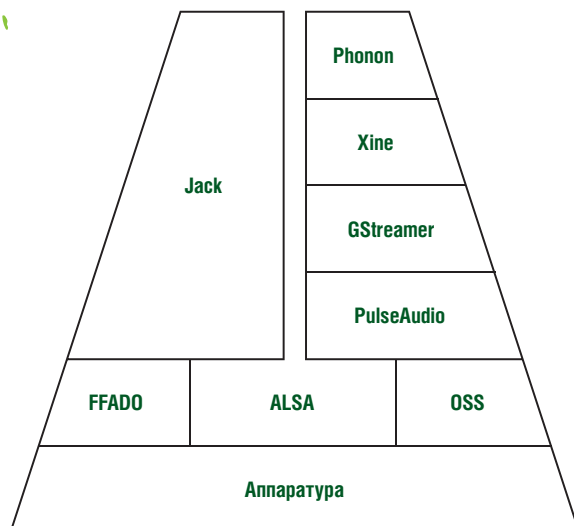 Phonon
Xine
Jack
GStreamer
PulseAudio
FFADO ALSA OSS
Аппаратура